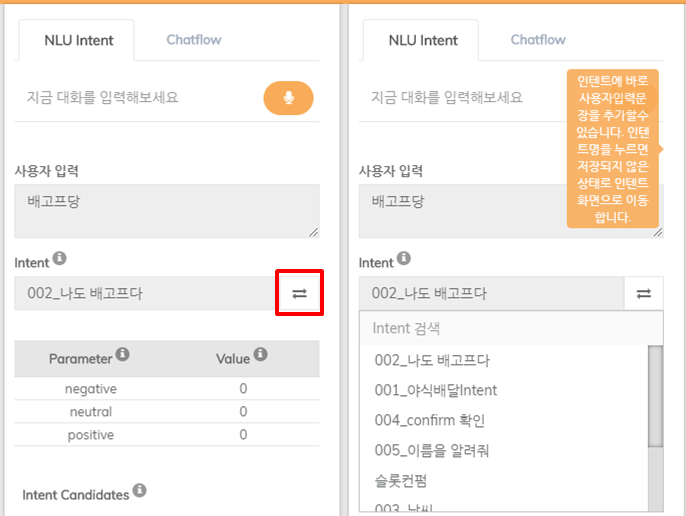 NLU Intent
Chatflow
지금 대화를 입력해보세요
사용자 입력
배고프당
Intent
002_나도 배고프다
Parameter
Value
negative
0
neutral
0
positive
0
Intent Candidates
NLU Intent
Chatflow
지금 대화를 입력해보세요
인텐트에 바로
사용자입력문
장을 추가할수
있습니다. 인텐
트명를 누르면
저장되지 않은
상태로 인텐트
화면으로 이동
합니다.
사용자 입력
배고프당
Intent
002_나도 배고프다
Intent 검색
002_나도 배고프다
001_야식배달Intent
004_confirm 확인
005_이름을 알려줘
슬롯컨펌
003_날씨